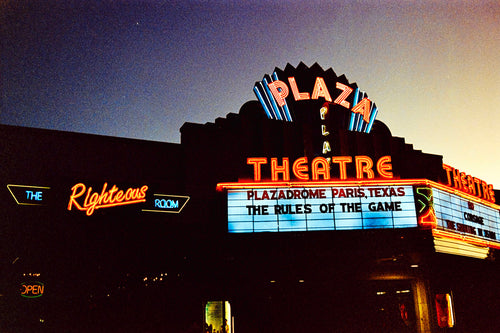 PLAZA
PLA
THEATRE
THEATRE
PLAZADROME PARIS,TEXAS
THE RULES OF THE GAME
THE Righteous ROOM
OPEN